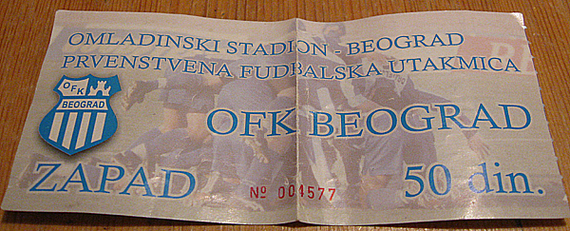 OMLADINSKI STADION - BEOGRAD
PRVENSTVENA FUDBALSKA UTAKMICA
OFK
BEOGRAD
OFK BEOGRAD
ZAPAD
№ 004577
50 din.